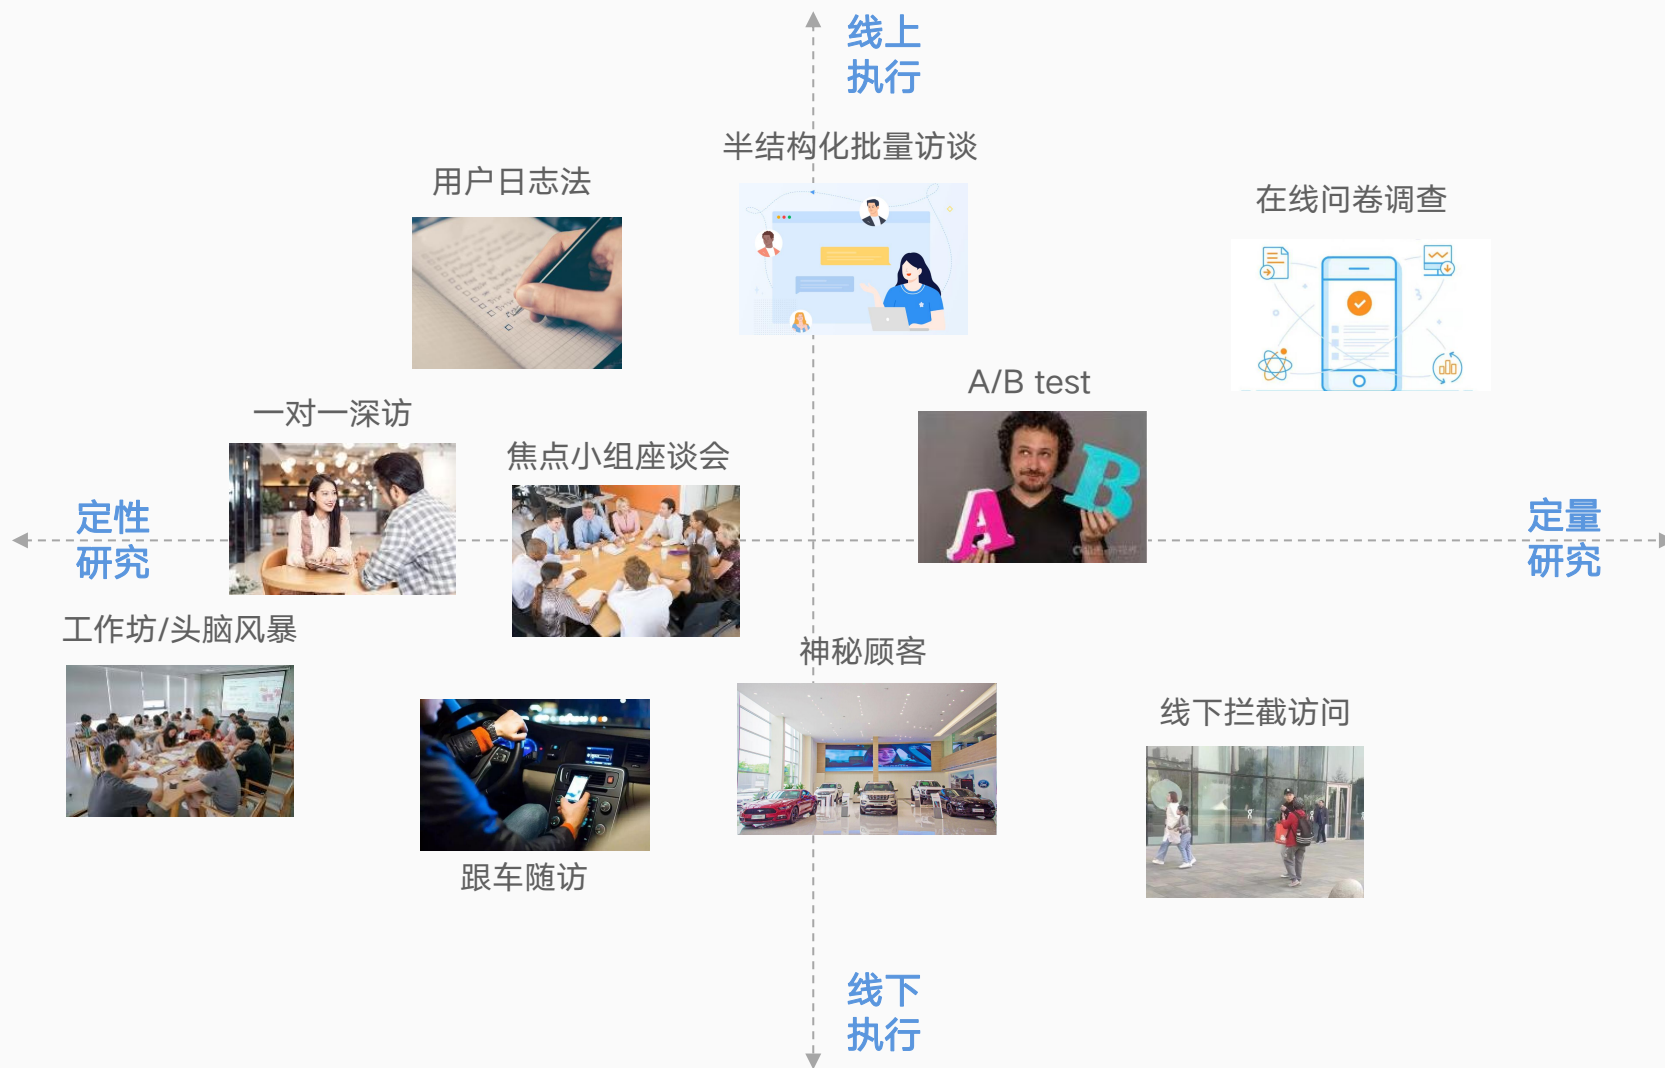 线上
执行
半结构化批量访谈
用户日志法
在线问卷调查
A/B test
一对一深访
焦点小组座谈会
A
B
定性
研究
定量
研究
工作坊/头脑风暴
神秘顾客
线下拦截访问
跟车随访
线下
执行